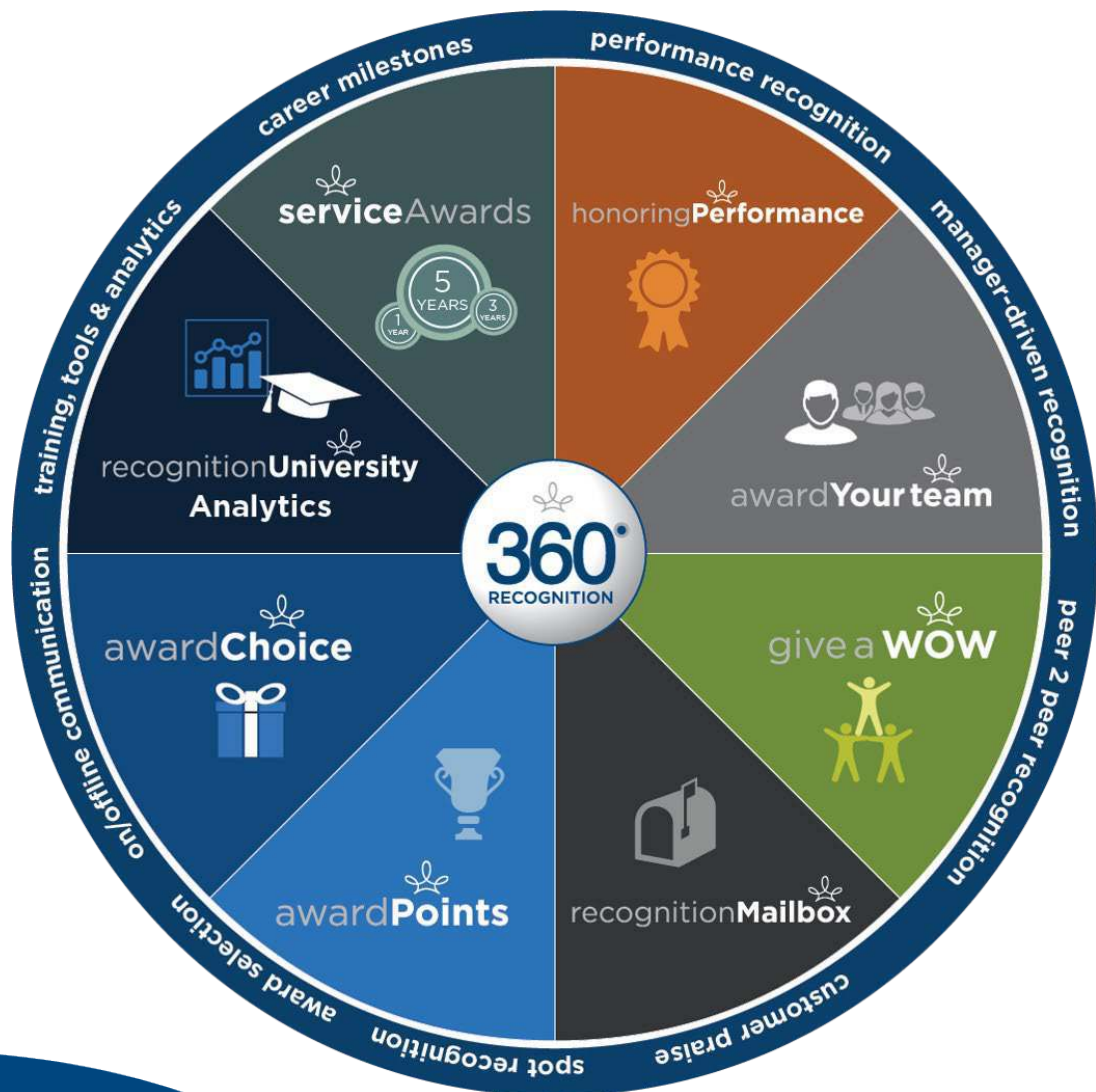 career milestones
performance recognition
manager-driven recognition
peer 2 peer recognition
customer praise
spot recognition
award selection
on/offline communication
training, tools & analytics
serviceAwards
5
YEARS
1
YEAR
3
YEARS
honoringPerformance
awardYour team
give a WOW
recognitionMailbox
awardPoints
awardChoice
recognitionUniversity
Analytics
360°
RECOGNITION